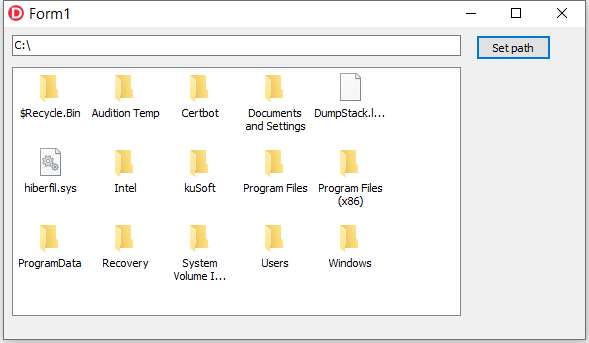 Form1
C:\
Set path
$Recycle.Bin Audition Temp Certbot Documents and Settings DumpStack.l...
hiberfil.sys Intel kuSoft Program Files Program Files (x86)
ProgramData Recovery System Volume I... Users Windows